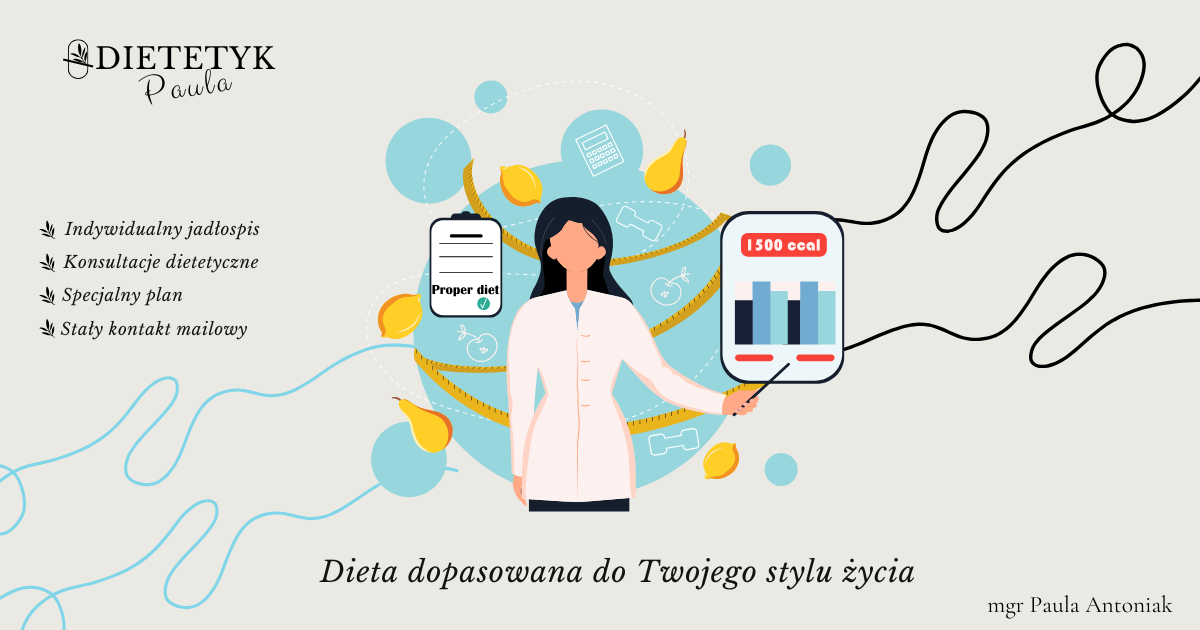 DIETETYK
Paula
Indywidualny jadłospis
Konsultacje dietetyczne
Specjalny plan
Stały kontakt mailowy
Proper diet
1500 ccal
Dieta dopasowana do Twojego stylu życia
mgr Paula Antoniak